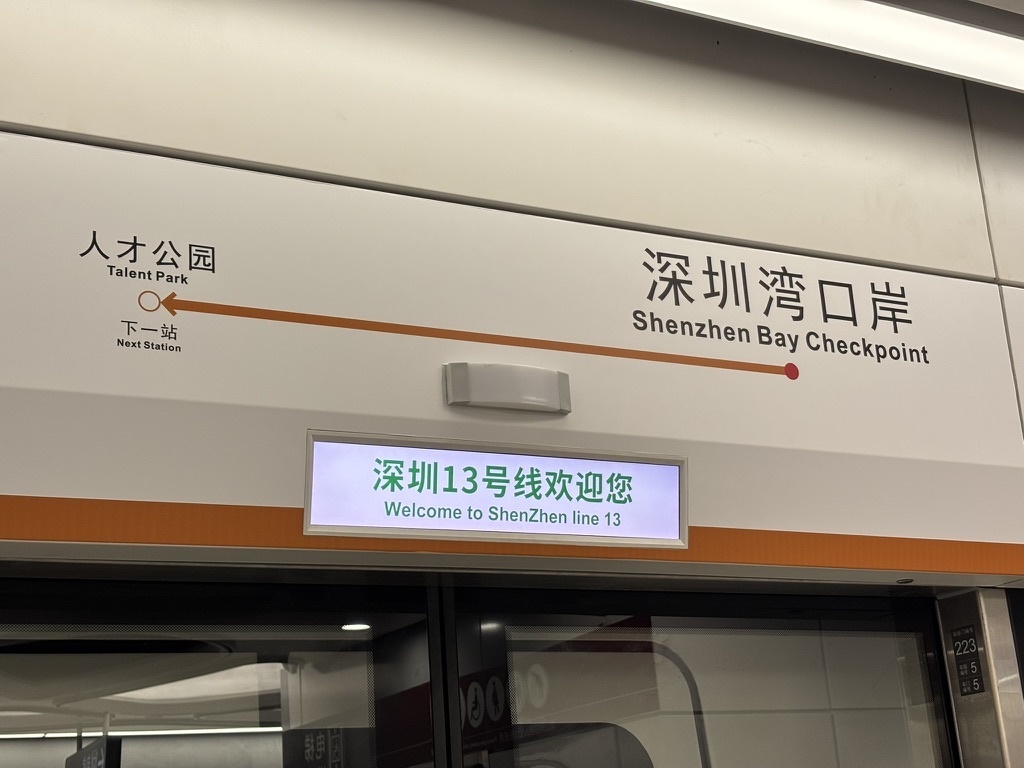 人才公园
Talent Park
下一站
Next Station
深圳湾口岸
Shenzhen Bay Checkpoint
深圳13号线欢迎您
Welcome to ShenZhen line 13
223
5
5